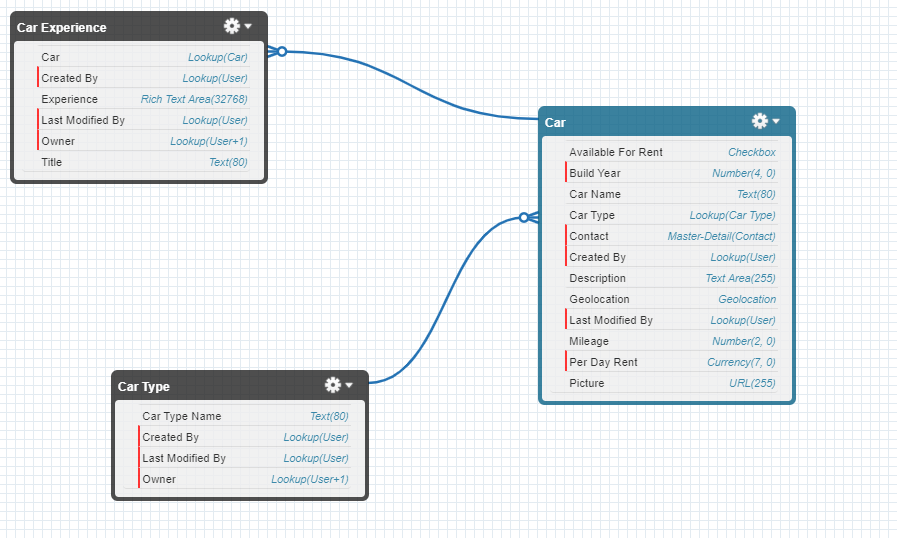 Car Experience
Car Lookup(Car)
Created By Lookup(User)
Experience Rich Text Area(32768)
Last Modified By Lookup(User)
Owner Lookup(User+1)
Title Text(80)
Car
Available For Rent Checkbox
Build Year Number(4, 0)
Car Name Text(80)
Car Type Lookup(Car Type)
Contact Master-Detail(Contact)
Created By Lookup(User)
Description Text Area(255)
Geolocation Geolocation
Last Modified By Lookup(User)
Mileage Number(2, 0)
Per Day Rent Currency(7, 0)
Picture URL(255)
Car Type
Car Type Name Text(80)
Created By Lookup(User)
Last Modified By Lookup(User)
Owner Lookup(User+1)